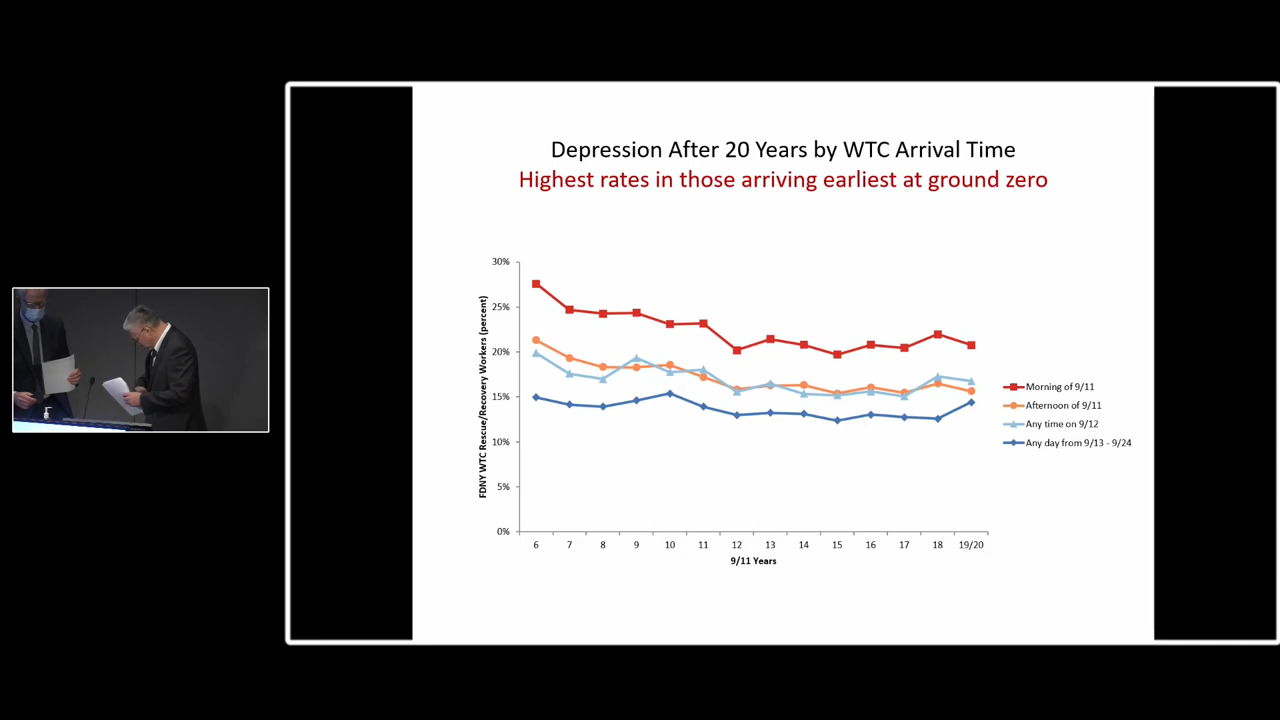 Depression After 20 Years by WTC Arrival Time
Highest rates in those arriving earliest at ground zero
FDNY WTC Rescue/Recovery Workers (percent)
30%
25%
20%
15%
10%
5%
0%
6 7 8 9 10 11 12 13 14 15 16 17 18 19/20
9/11 Years
Morning of 9/11
Afternoon of 9/11
Any time on 9/12
Any day from 9/13 - 9/24